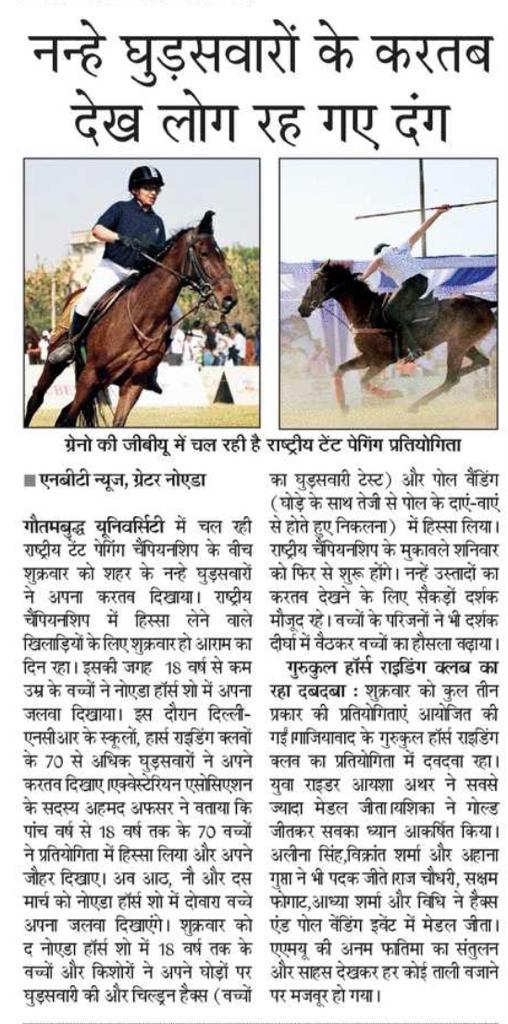 नन्हे घुड़सवारों के करतब
देख लोग रह गए दंग
ग्रेनो की जीबीयू में चल रही है राष्ट्रीय टेंट पेगिंग प्रतियोगिता
एनबीटी न्यूज, ग्रेटर नोएडा
गौतमबुद्ध यूनिवर्सिटी में चल रही
राष्ट्रीय टेंट पेगिंग चैंपियनशिप के बीच
शुक्रवार को शहर के नन्हे घुड़सवारों
ने अपना करतब दिखाया। राष्ट्रीय
चैंपियनशिप में हिस्सा लेने वाले
खिलाड़ियों के लिए शुक्रवार हो आराम का
दिन रहा। इसकी जगह 18 वर्ष से कम
उम्र के बच्चों ने नोएडा हॉर्स शो में अपना
जलवा दिखाया। इस दौरान दिल्ली-
एनसीआर के स्कूलों, हार्स राइडिंग क्लबों
के 70 से अधिक घुड़सवारों ने अपने
करतब दिखाए।एक्वेस्टेरियन एसोसिएशन
के सदस्य अहमद अफसर ने बताया कि
पांच वर्ष से 18 वर्ष तक के 70 बच्चों
ने प्रतियोगिता में हिस्सा लिया और अपने
जौहर दिखाए। अब आठ, नौ और दस
मार्च को नोएडा हॉर्स शो में दोबारा बच्चे
अपना जलवा दिखाएंगे। शुक्रवार को
द नोएडा हॉर्स शो में 18 वर्ष तक के
बच्चों और किशोरों ने अपने घोड़ों पर
घुड़सवारी की और चिल्ड्रन हैक्स (बच्चों
का घुड़सवारी टेस्ट) और पोल वैंडिंग
(घोड़े के साथ तेजी से पोल के दाएं-बाएं
से होते हुए निकलना) में हिस्सा लिया।
राष्ट्रीय चैंपियनशिप के मुकाबले शनिवार
को फिर से शुरू होंगे। नन्हें उस्तादों का
करतब देखने के लिए सैकड़ों दर्शक
मौजूद रहे। बच्चों के परिजनों ने भी दर्शक
दीर्घा में बैठकर बच्चों का हौसला बढ़ाया।
गुरुकुल हॉर्स राइडिंग क्लब का
रहा दबदबा : शुक्रवार को कुल तीन
प्रकार की प्रतियोगिताएं आयोजित की
गईं।गाजियाबाद के गुरुकुल हॉर्स राइडिंग
क्लब का प्रतियोगिता में दबदबा रहा।
युवा राइडर आयशा अथर ने सबसे
ज्यादा मेडल जीता।यशिका ने गोल्ड
जीतकर सबका ध्यान आकर्षित किया।
अलीना सिंह,विक्रांत शर्मा और अहाना
गुप्ता ने भी पदक जीते।राज चौधरी, सक्षम
फोगाट,आध्या शर्मा और विधि ने हैक्स
एंड पोल वेंडिंग इवेंट में मेडल जीता।
एएमयू की अनम फातिमा का संतुलन
और साहस देखकर हर कोई ताली बजाने
पर मजबूर हो गया।